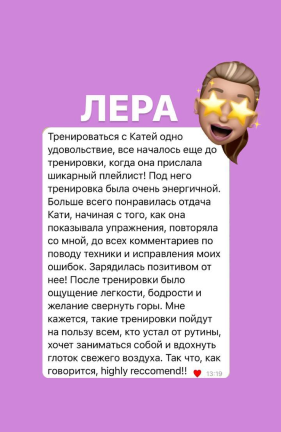 ЛЕРА
Тренироваться с Катей одно
удовольствие, все началось еще до
тренировки, когда она прислала
шикарный плейлист! Под него
тренировка была очень энергичной.
Больше всего понравилась отдача
Кати, начиная с того, как она
показывала упражнения, повторяла
со мной, до всех комментариев по
поводу техники и исправления моих
ошибок. Зарядилась позитивом от
нее! После тренировки было
ощущение легкости, бодрости и
желание свернуть горы. Мне
кажется, такие тренировки пойдут
на пользу всем, кто устал от рутины,
хочет заниматься собой и вдохнуть
глоток свежего воздуха. Так что, как
говорится, highly reccomend!! 13:19